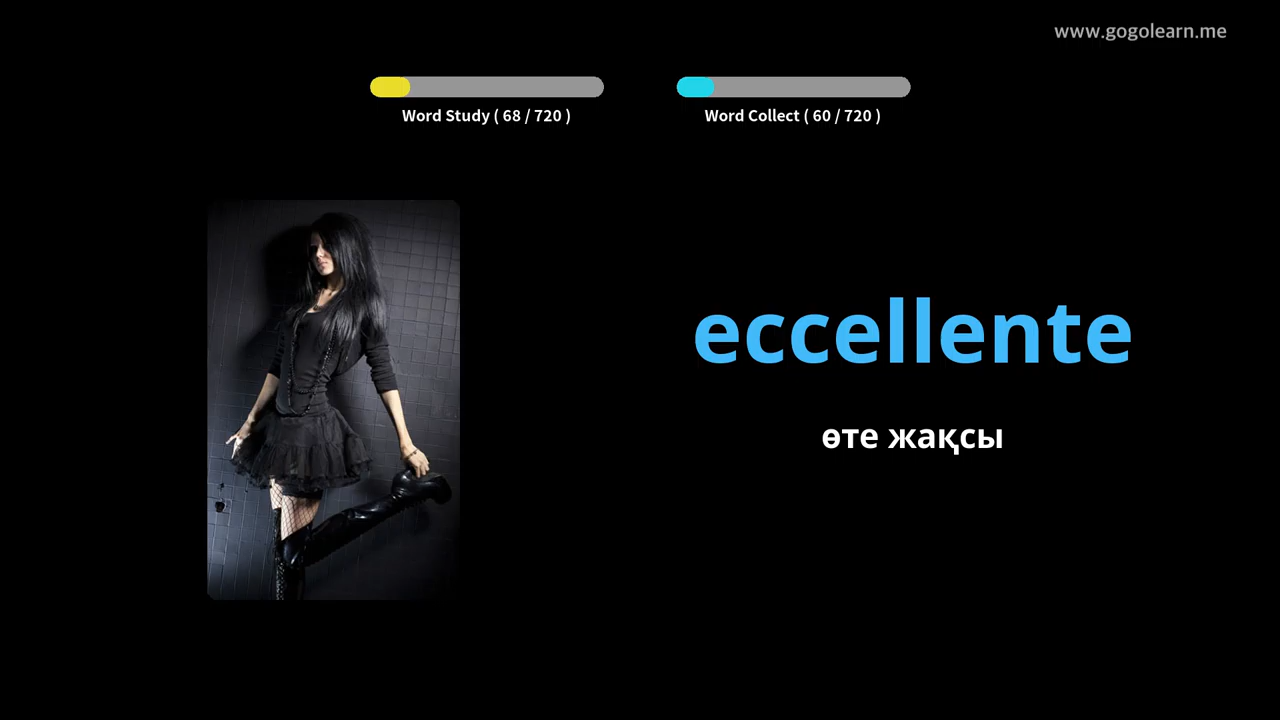 www.gogolearn.me
Word Study ( 68 / 720 )
Word Collect ( 60 / 720 )
eccellente
өте жақсы